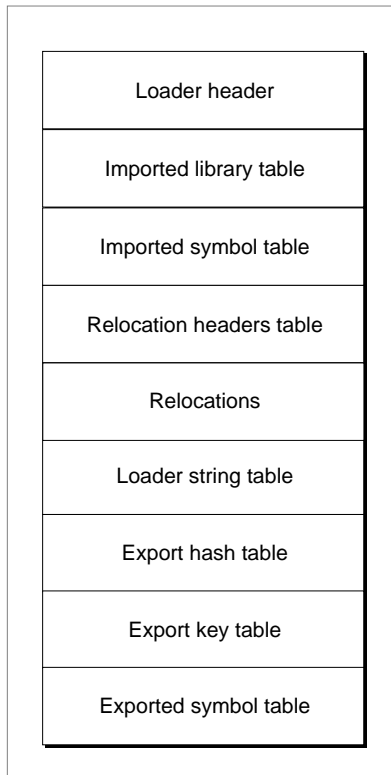 Loader header
Imported library table
Imported symbol table
Relocation headers table
Relocations
Loader string table
Export hash table
Export key table
Exported symbol table